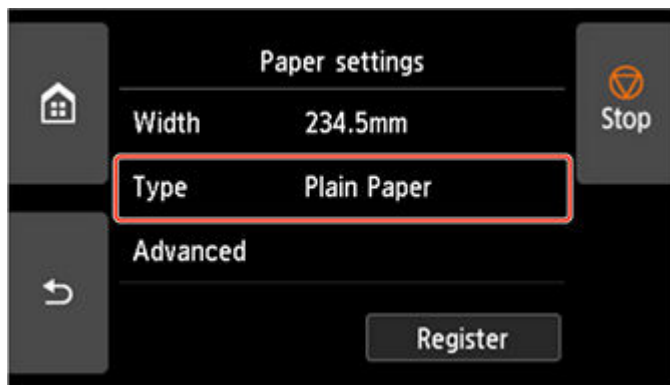 Paper settings
Stop
Width 234.5mm
Type Plain Paper
Advanced
Register